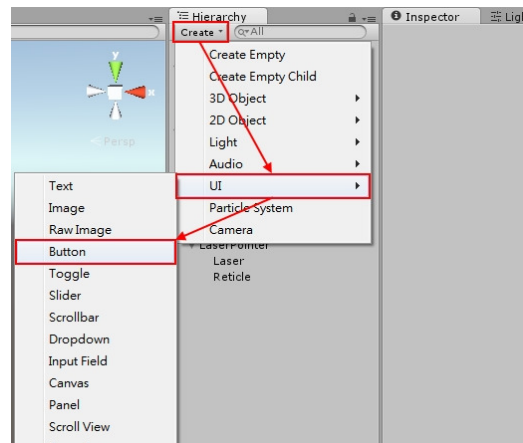 Hierarchy
Inspector
Create
All
y
x
Persp
Create Empty
Create Empty Child
3D Object
2D Object
Light
Audio
UI
Particle System
Camera
LaserPointer
Laser
Reticle
Text
Image
Raw Image
Button
Toggle
Slider
Scrollbar
Dropdown
Input Field
Canvas
Panel
Scroll View